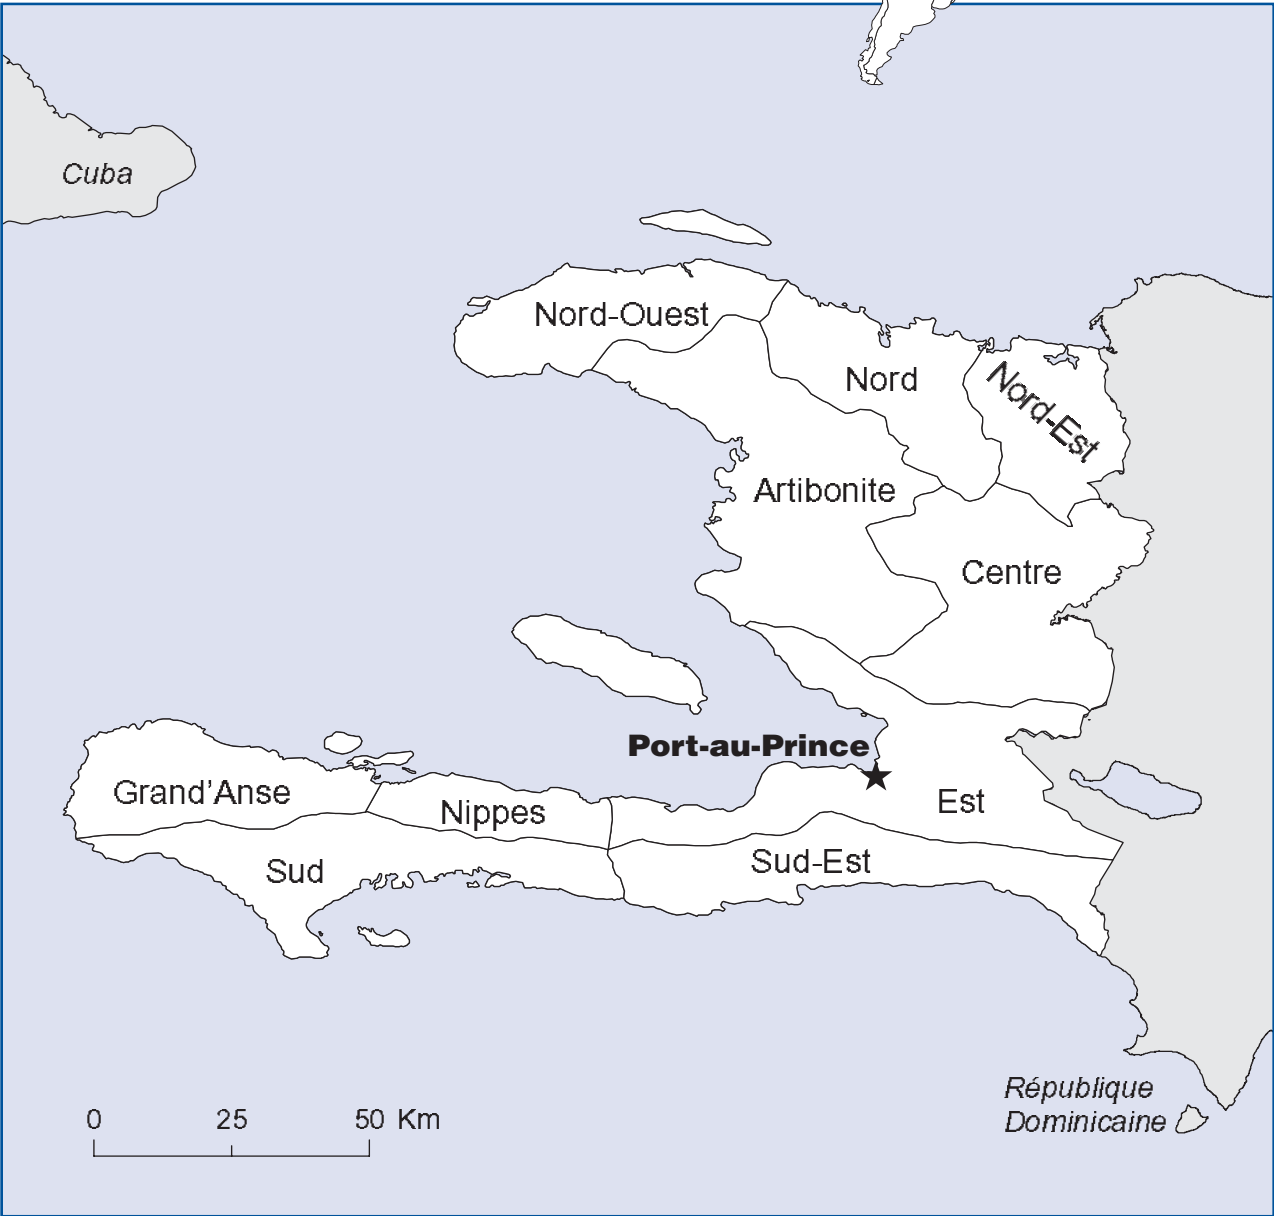 Cuba
Nord-Ouest
Nord
Nord-Est
Artibonite
Centre
Port-au-Prince
Grand’Anse
Nippes
Est
Sud
Sud-Est
République
Dominicaine
0 25 50 Km